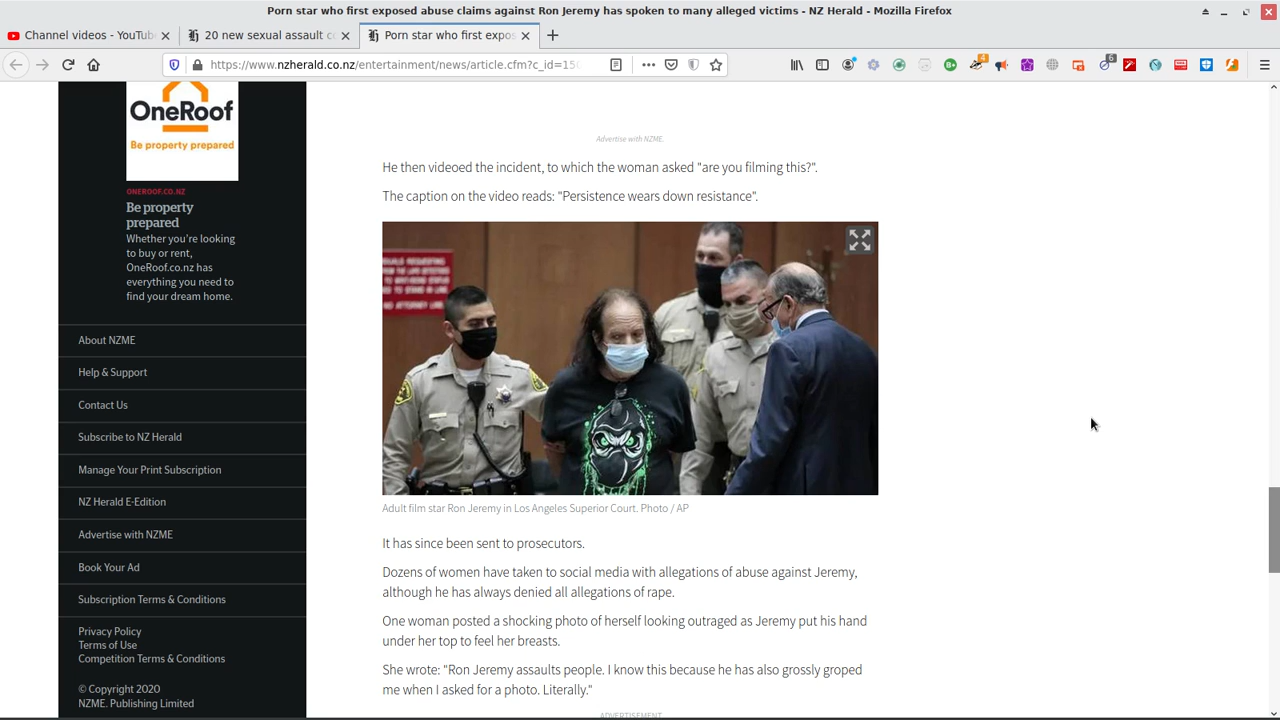 Porn star who first exposed abuse claims against Ron Jeremy has spoken to many alleged victims - NZ Herald - Mozilla Firefox
Channel videos - YouTube
20 new sexual assault c
Porn star who first expos
https://www.nzherald.co.nz/entertainment/news/article.cfm?c_id=150
4
6
OneRoof
Be property prepared
ONEROOF.CO.NZ
Be property
prepared
Whether you're looking
to buy or rent,
OneRoof.co.nz has
everything you need to
find your dream home.
About NZME
Help & Support
Contact Us
Subscribe to NZ Herald
Manage Your Print Subscription
NZ Herald E-Edition
Advertise with NZME
Book Your Ad
Subscription Terms & Conditions
Privacy Policy
Terms of Use
Competition Terms & Conditions
© Copyright 2020
NZME. Publishing Limited
Advertise with NZME.
He then videoed the incident, to which the woman asked "are you filming this?".
The caption on the video reads: "Persistence wears down resistance".
Adult film star Ron Jeremy in Los Angeles Superior Court. Photo / AP
It has since been sent to prosecutors.
Dozens of women have taken to social media with allegations of abuse against Jeremy,
although he has always denied all allegations of rape.
One woman posted a shocking photo of herself looking outraged as Jeremy put his hand
under her top to feel her breasts.
She wrote: "Ron Jeremy assaults people. I know this because he has also grossly groped
me when I asked for a photo. Literally."
ADVERTISEMENT